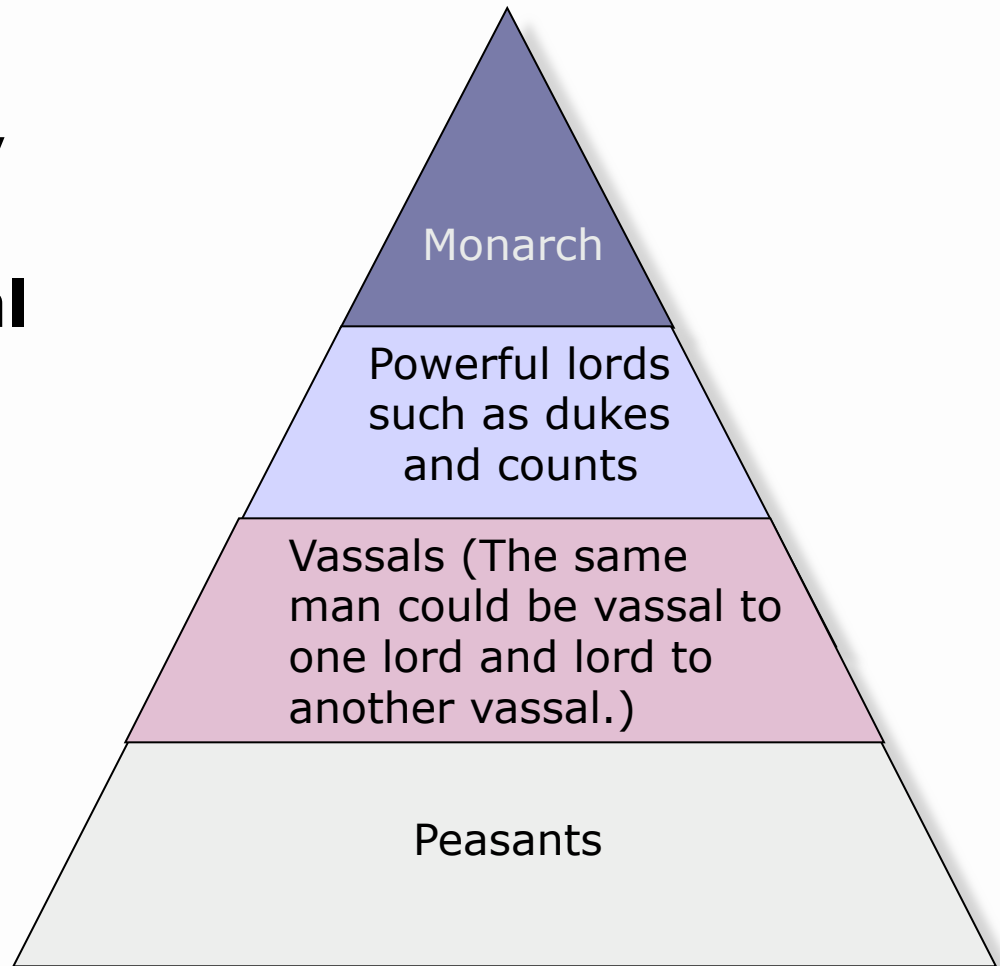 Monarch
Powerful lords
such as dukes
and counts
Vassals (The same
man could be vassal to
one lord and lord to
another vassal.)
Peasants